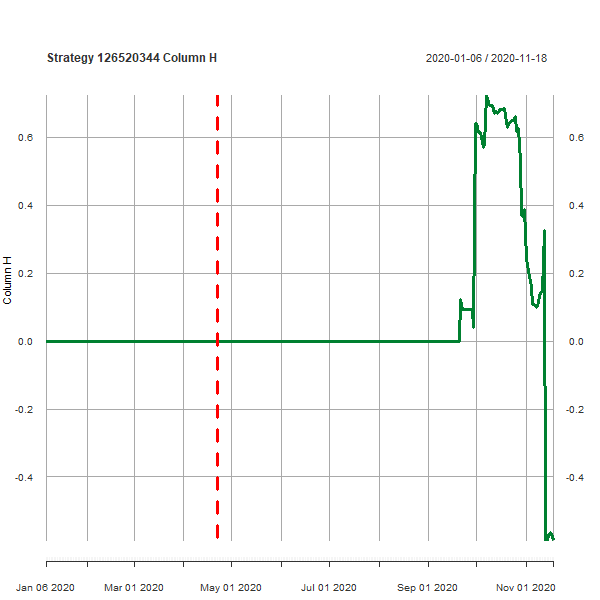 Strategy 126520344 Column H
2020-01-06 / 2020-11-18
Column H
0.6
0.6
0.4
0.4
0.2
0.2
0.0
0.0
-0.2
-0.2
-0.4
-0.4
Jan 06 2020
Mar 01 2020
May 01 2020
Jul 01 2020
Sep 01 2020
Nov 01 2020